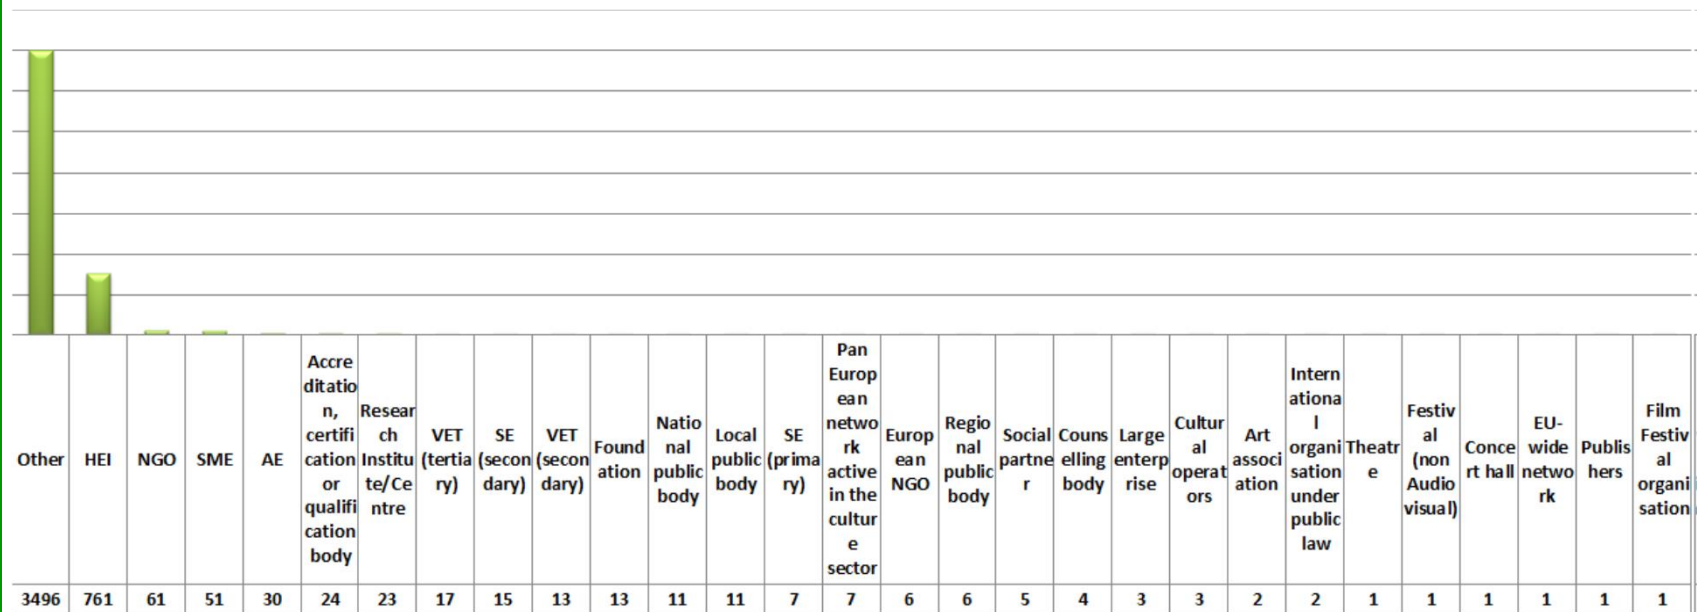 Other
HEI
NGO
SME
AE
Accre
ditatio
n,
certifi
cation
or
qualifi
cation
body
Resear
ch
Institu
te/Ce
ntre
VET
(tertia
ry)
SE
(secon
dary)
VET
(secon
dary)
Found
ation
Natio
nal
public
body
Local
public
body
SE
(prima
ry)
Pan
Europ
ean
netwo
rk
active
in the
cultur
e
sector
Europ
ean
NGO
Regio
nal
public
body
Social
partne
r
Couns
elling
body
Large
enterp
rise
Cultur
al
operat
ors
Art
associ
ation
Intern
ationa
l
organi
sation
under
public
law
Theatr
e
Festiv
al
(non
Audio
visual)
Conce
rt hall
EU-
wide
netwo
rk
Publis
hers
Film
Festiv
al
organi
sation
3496 761 61 51 30 24 23 17 15 13 13 11 11 7 7 6 6 5 4 3 3 2 2 1 1 1 1 1 1